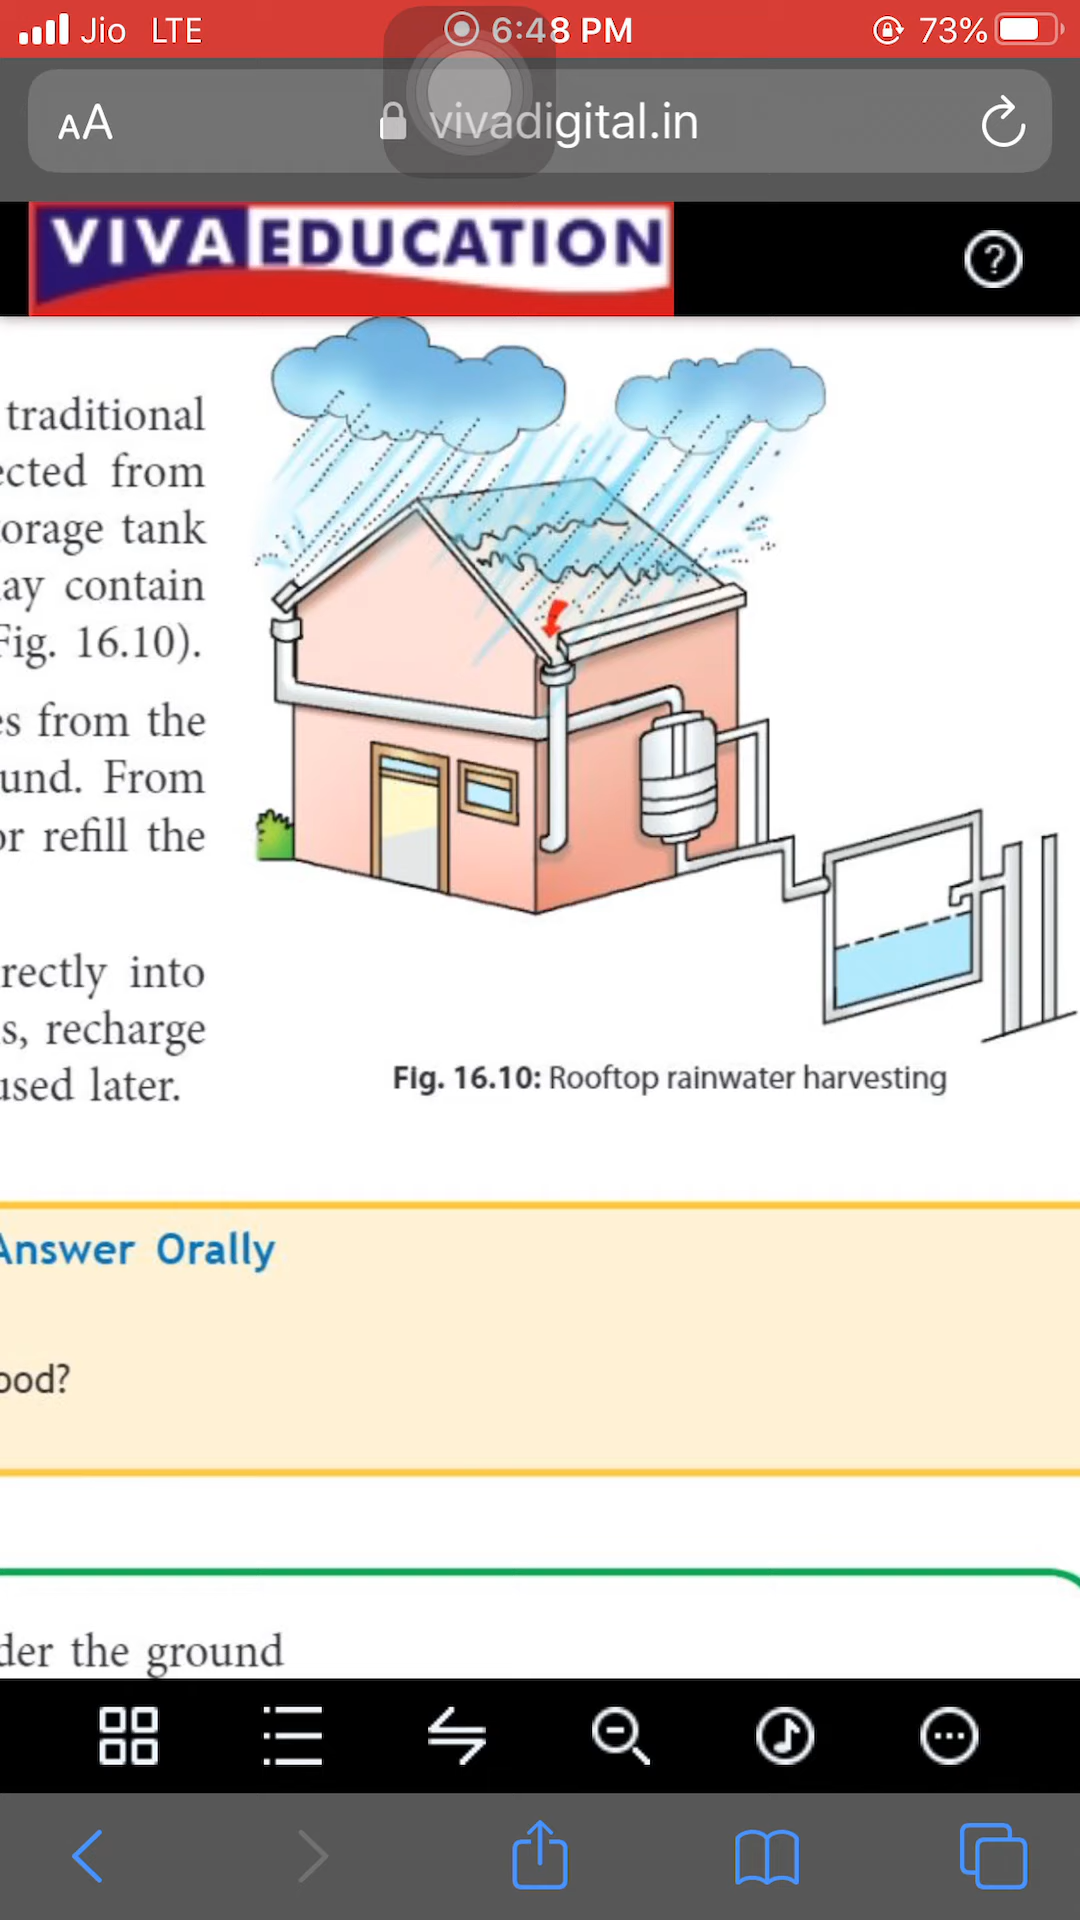 Jio LTE 6:48 PM 73%
AA vivadigital.in
VIVA EDUCATION
traditional
ected from
orage tank
ay contain
Fig. 16.10).
es from the
und. From
or refill the
rectly into
s, recharge
used later.
Fig. 16.10: Rooftop rainwater harvesting
Answer Orally
ood?
der the ground